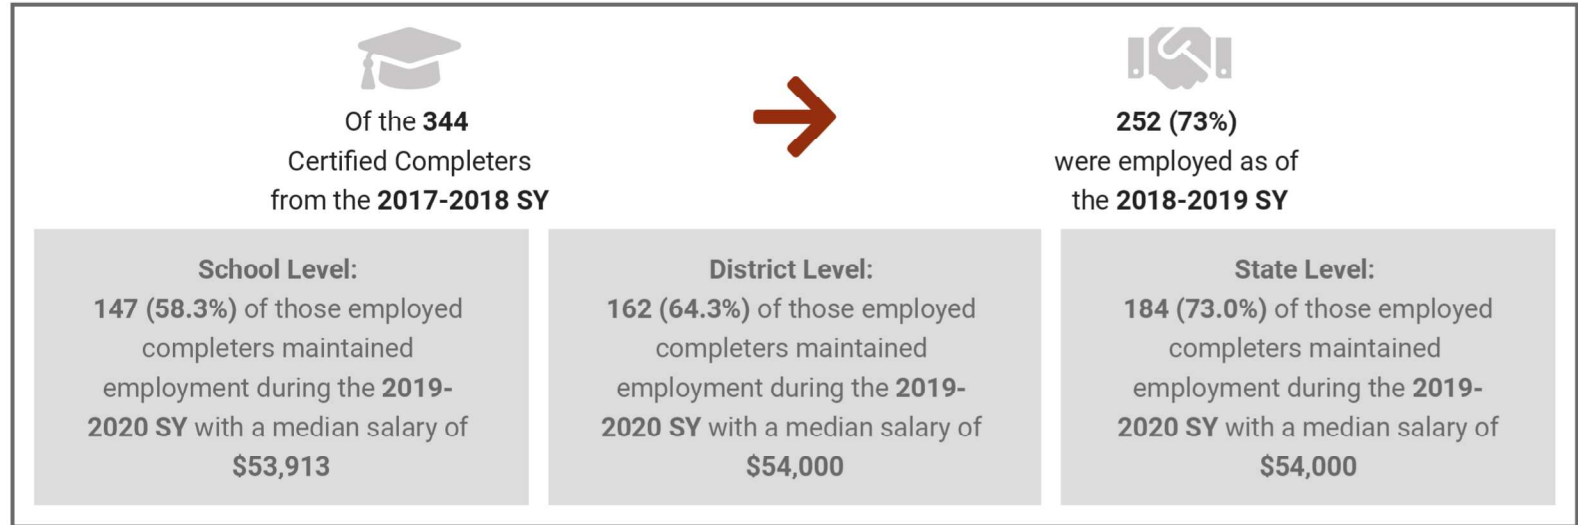 Of the 344
Certified Completers
from the 2017-2018 SY
252 (73%)
were employed as of
the 2018-2019 SY
School Level:
147 (58.3%) of those employed
completers maintained
employment during the 2019-
2020 SY with a median salary of
$53,913
District Level:
162 (64.3%) of those employed
completers maintained
employment during the 2019-
2020 SY with a median salary of
$54,000
State Level:
184 (73.0%) of those employed
completers maintained
employment during the 2019-
2020 SY with a median salary of
$54,000